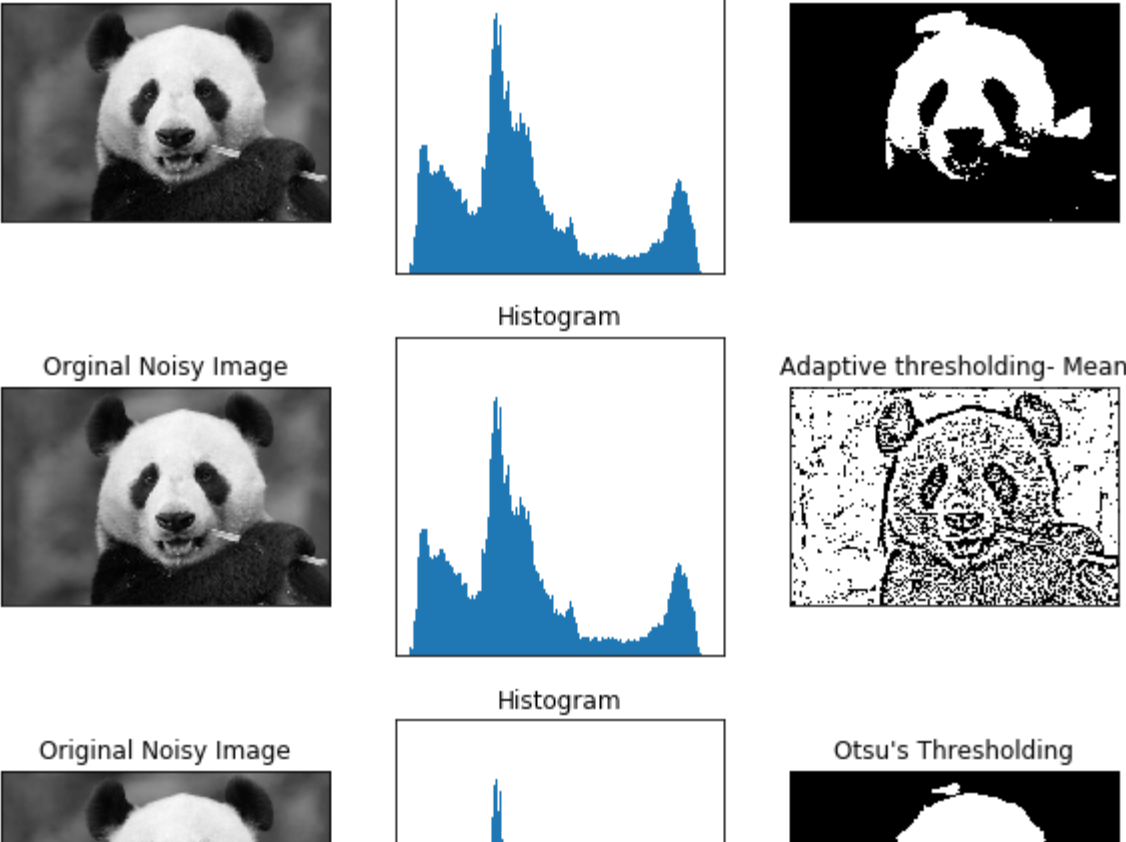 Histogram
Orginal Noisy Image
Adaptive thresholding- Mean
Histogram
Original Noisy Image
Otsu's Thresholding